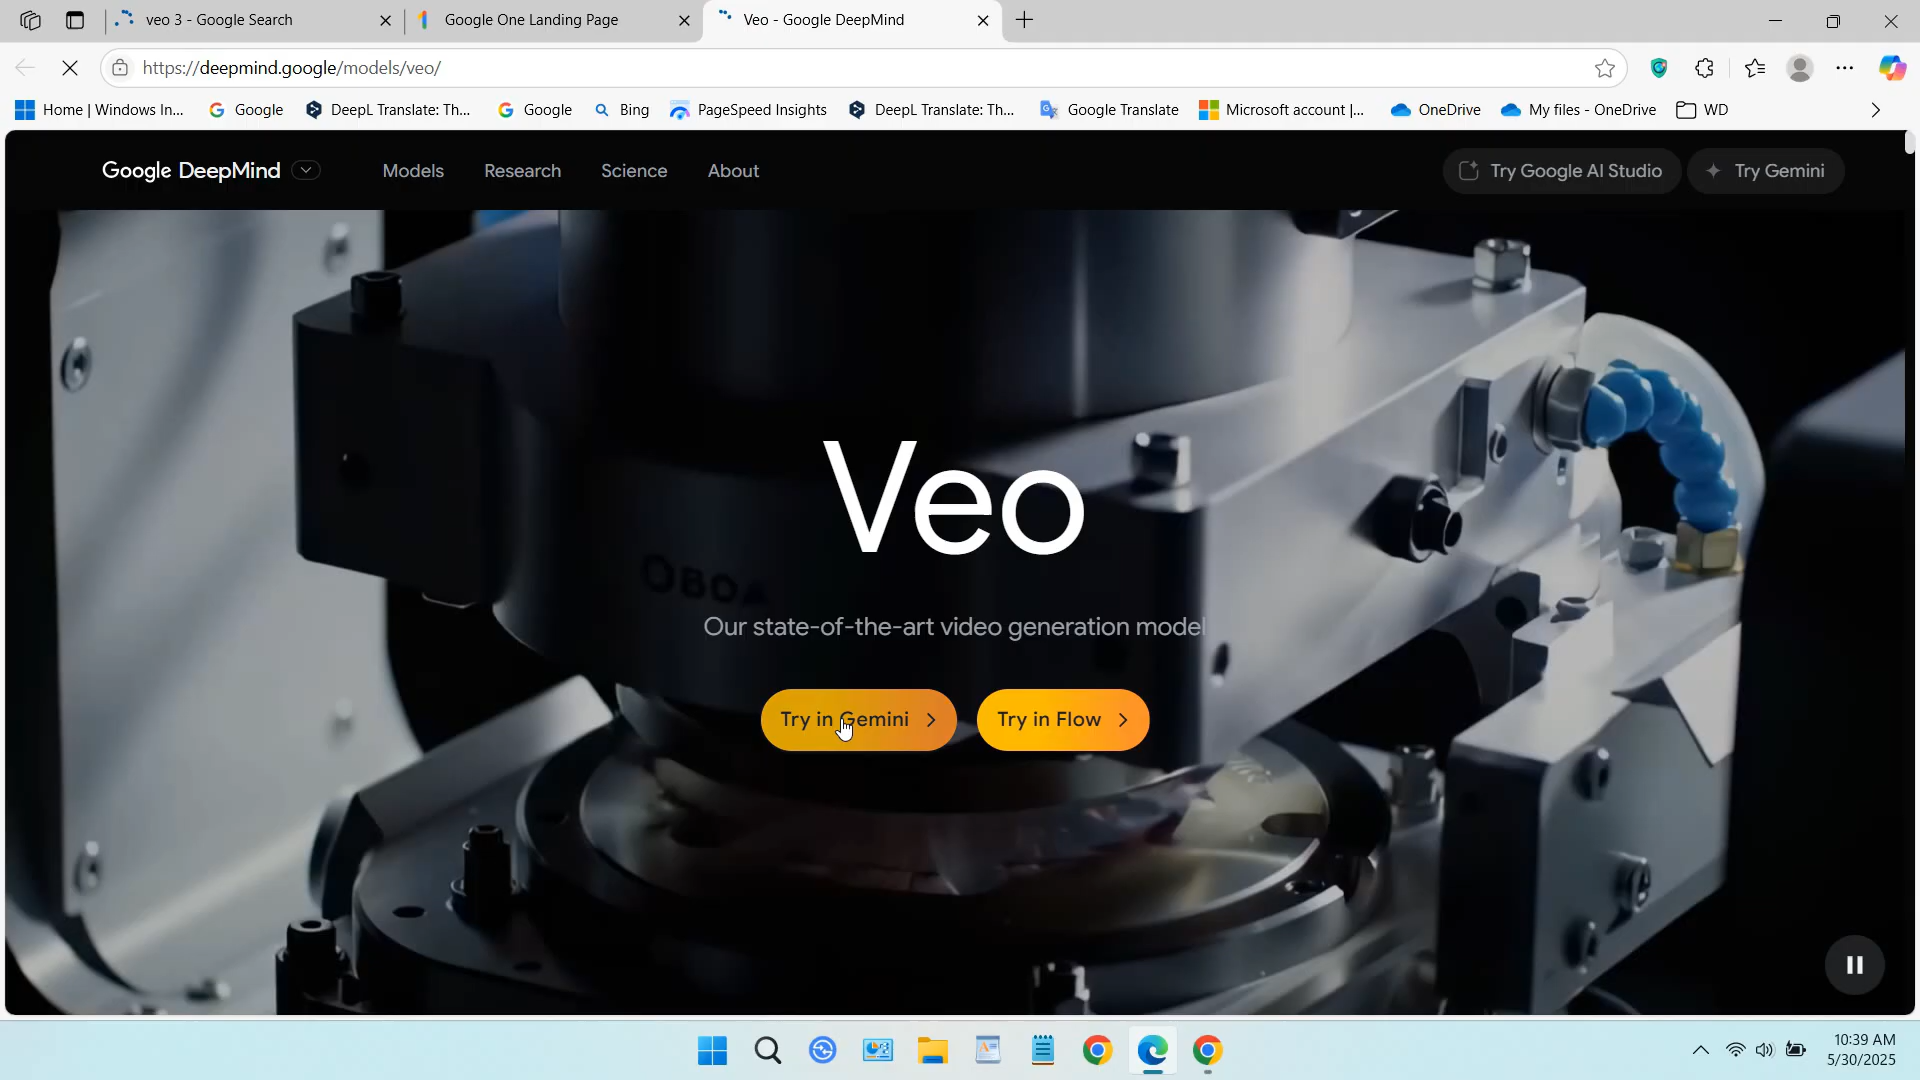 veo 3 - Google Search
Google One Landing Page
Veo - Google DeepMind
https://deepmind.google/models/veo/
Home | Windows In...
Google
DeepL Translate: Th...
Google
Bing
PageSpeed Insights
DeepL Translate: Th...
Google Translate
Microsoft account |...
OneDrive
My files - OneDrive
WD
Google DeepMind
Models
Research
Science
About
Try Google AI Studio
Try Gemini
Veo
OBOA
Our state-of-the-art video generation model
Try in Gemini
Try in Flow
10:39 AM
5/30/2025